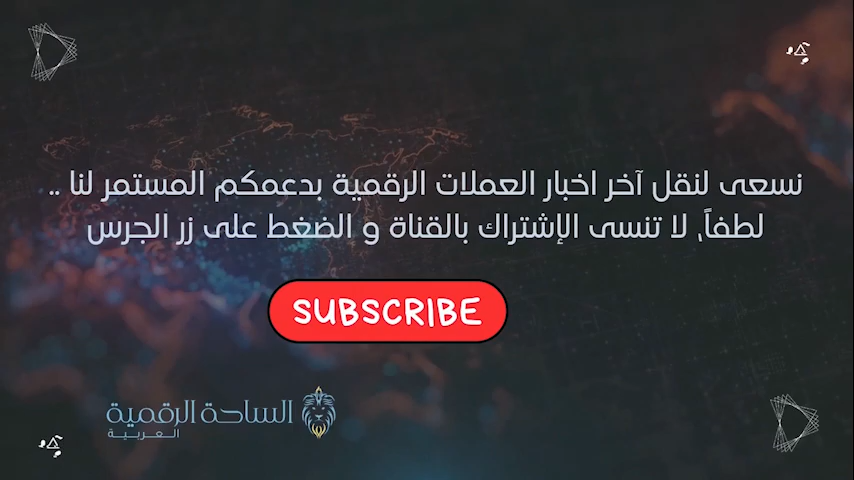 نسعى لنقل آخر اخبار العملات الرقمية بدعمكم المستمر لنا ..
لطفاً, لا تنسى الإشتراك بالقناة و الضغط على زر الجرس
SUBSCRIBE
الساحة الرقمية
العربية